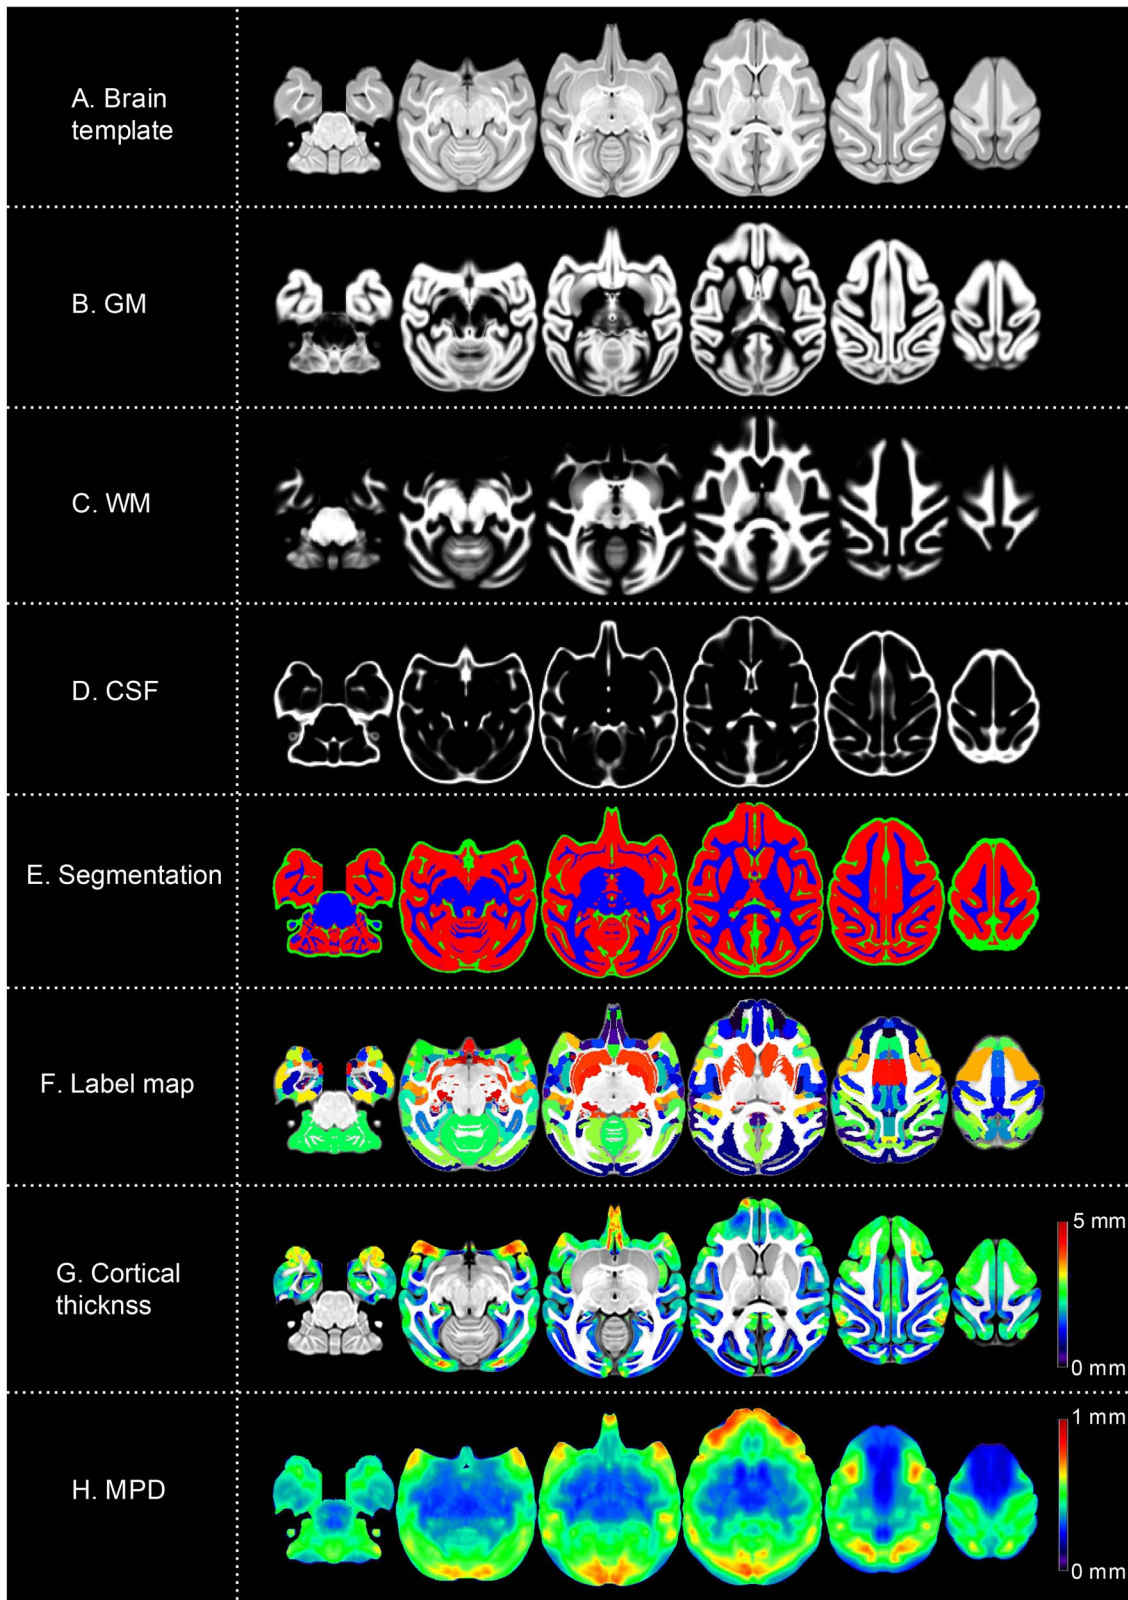 A. Brain
template
B. GM
C. WM
D. CSF
E. Segmentation
F. Label map
G. Cortical
thicknss
5 mm
0 mm
H. MPD
1 mm
0 mm